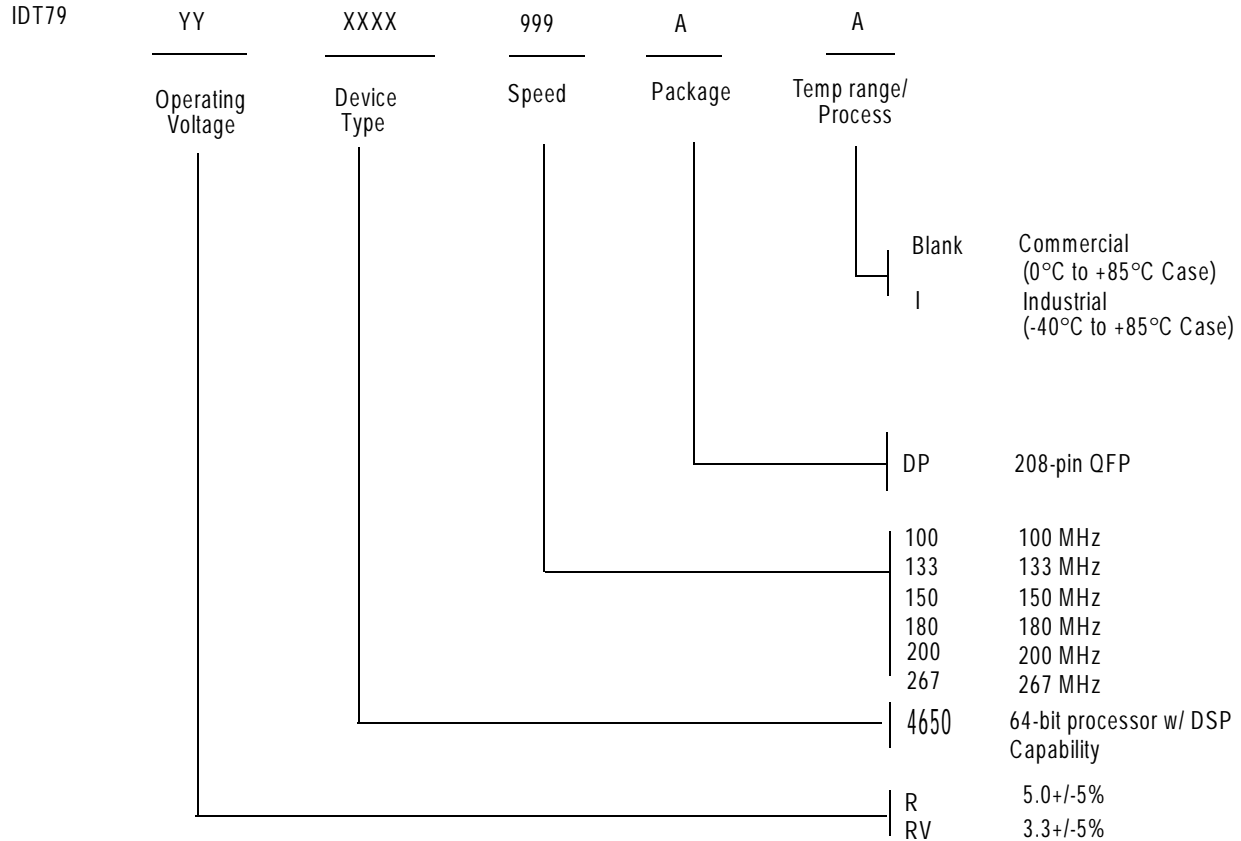 IDT79 YY XXXX 999 A A
Operating
Voltage
Device
Type
Speed
Package
Temp range/
Process
Blank Commercial
(0°C to +85°C Case)
I Industrial
(-40°C to +85°C Case)
DP 208-pin QFP
100 100 MHz
133 133 MHz
150 150 MHz
180 180 MHz
200 200 MHz
267 267 MHz
4650 64-bit processor w/ DSP
Capability
R 5.0+/-5%
RV 3.3+/-5%